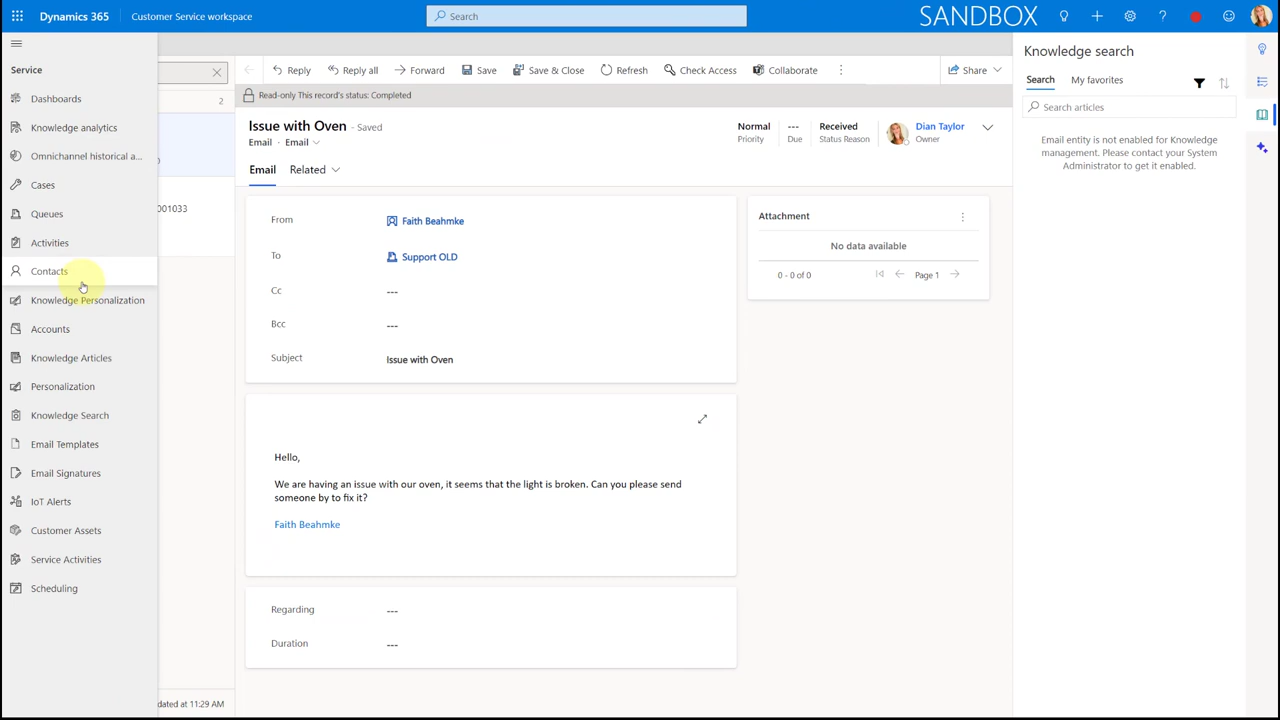 Dynamics 365
Customer Service workspace
Search
SANDBOX
Service
Dashboards
Knowledge analytics
Omnichannel historical a...
Cases
Queues
Activities
Contacts
Knowledge Personalization
Accounts
Knowledge Articles
Personalization
Knowledge Search
Email Templates
Email Signatures
IoT Alerts
Customer Assets
Service Activities
Scheduling
2
001033
dated at 11:29 AM
Reply
Reply all
Forward
Save
Save & Close
Refresh
Check Access
Collaborate
Share
Read-only This record's status: Completed
Issue with Oven - Saved
Email · Email
Normal
Priority
---
Due
Received
Status Reason
Dian Taylor
Owner
Email
Related
From
Faith Beahmke
To
Support OLD
Cc
---
Bcc
---
Subject
Issue with Oven
Attachment
No data available
0 - 0 of 0
Page 1
Hello,
We are having an issue with our oven, it seems that the light is broken. Can you please send
someone by to fix it?
Faith Beahmke
Regarding
---
Duration
---
Knowledge search
Search
My favorites
Search articles
Email entity is not enabled for Knowledge
management. Please contact your System
Administrator to get it enabled.